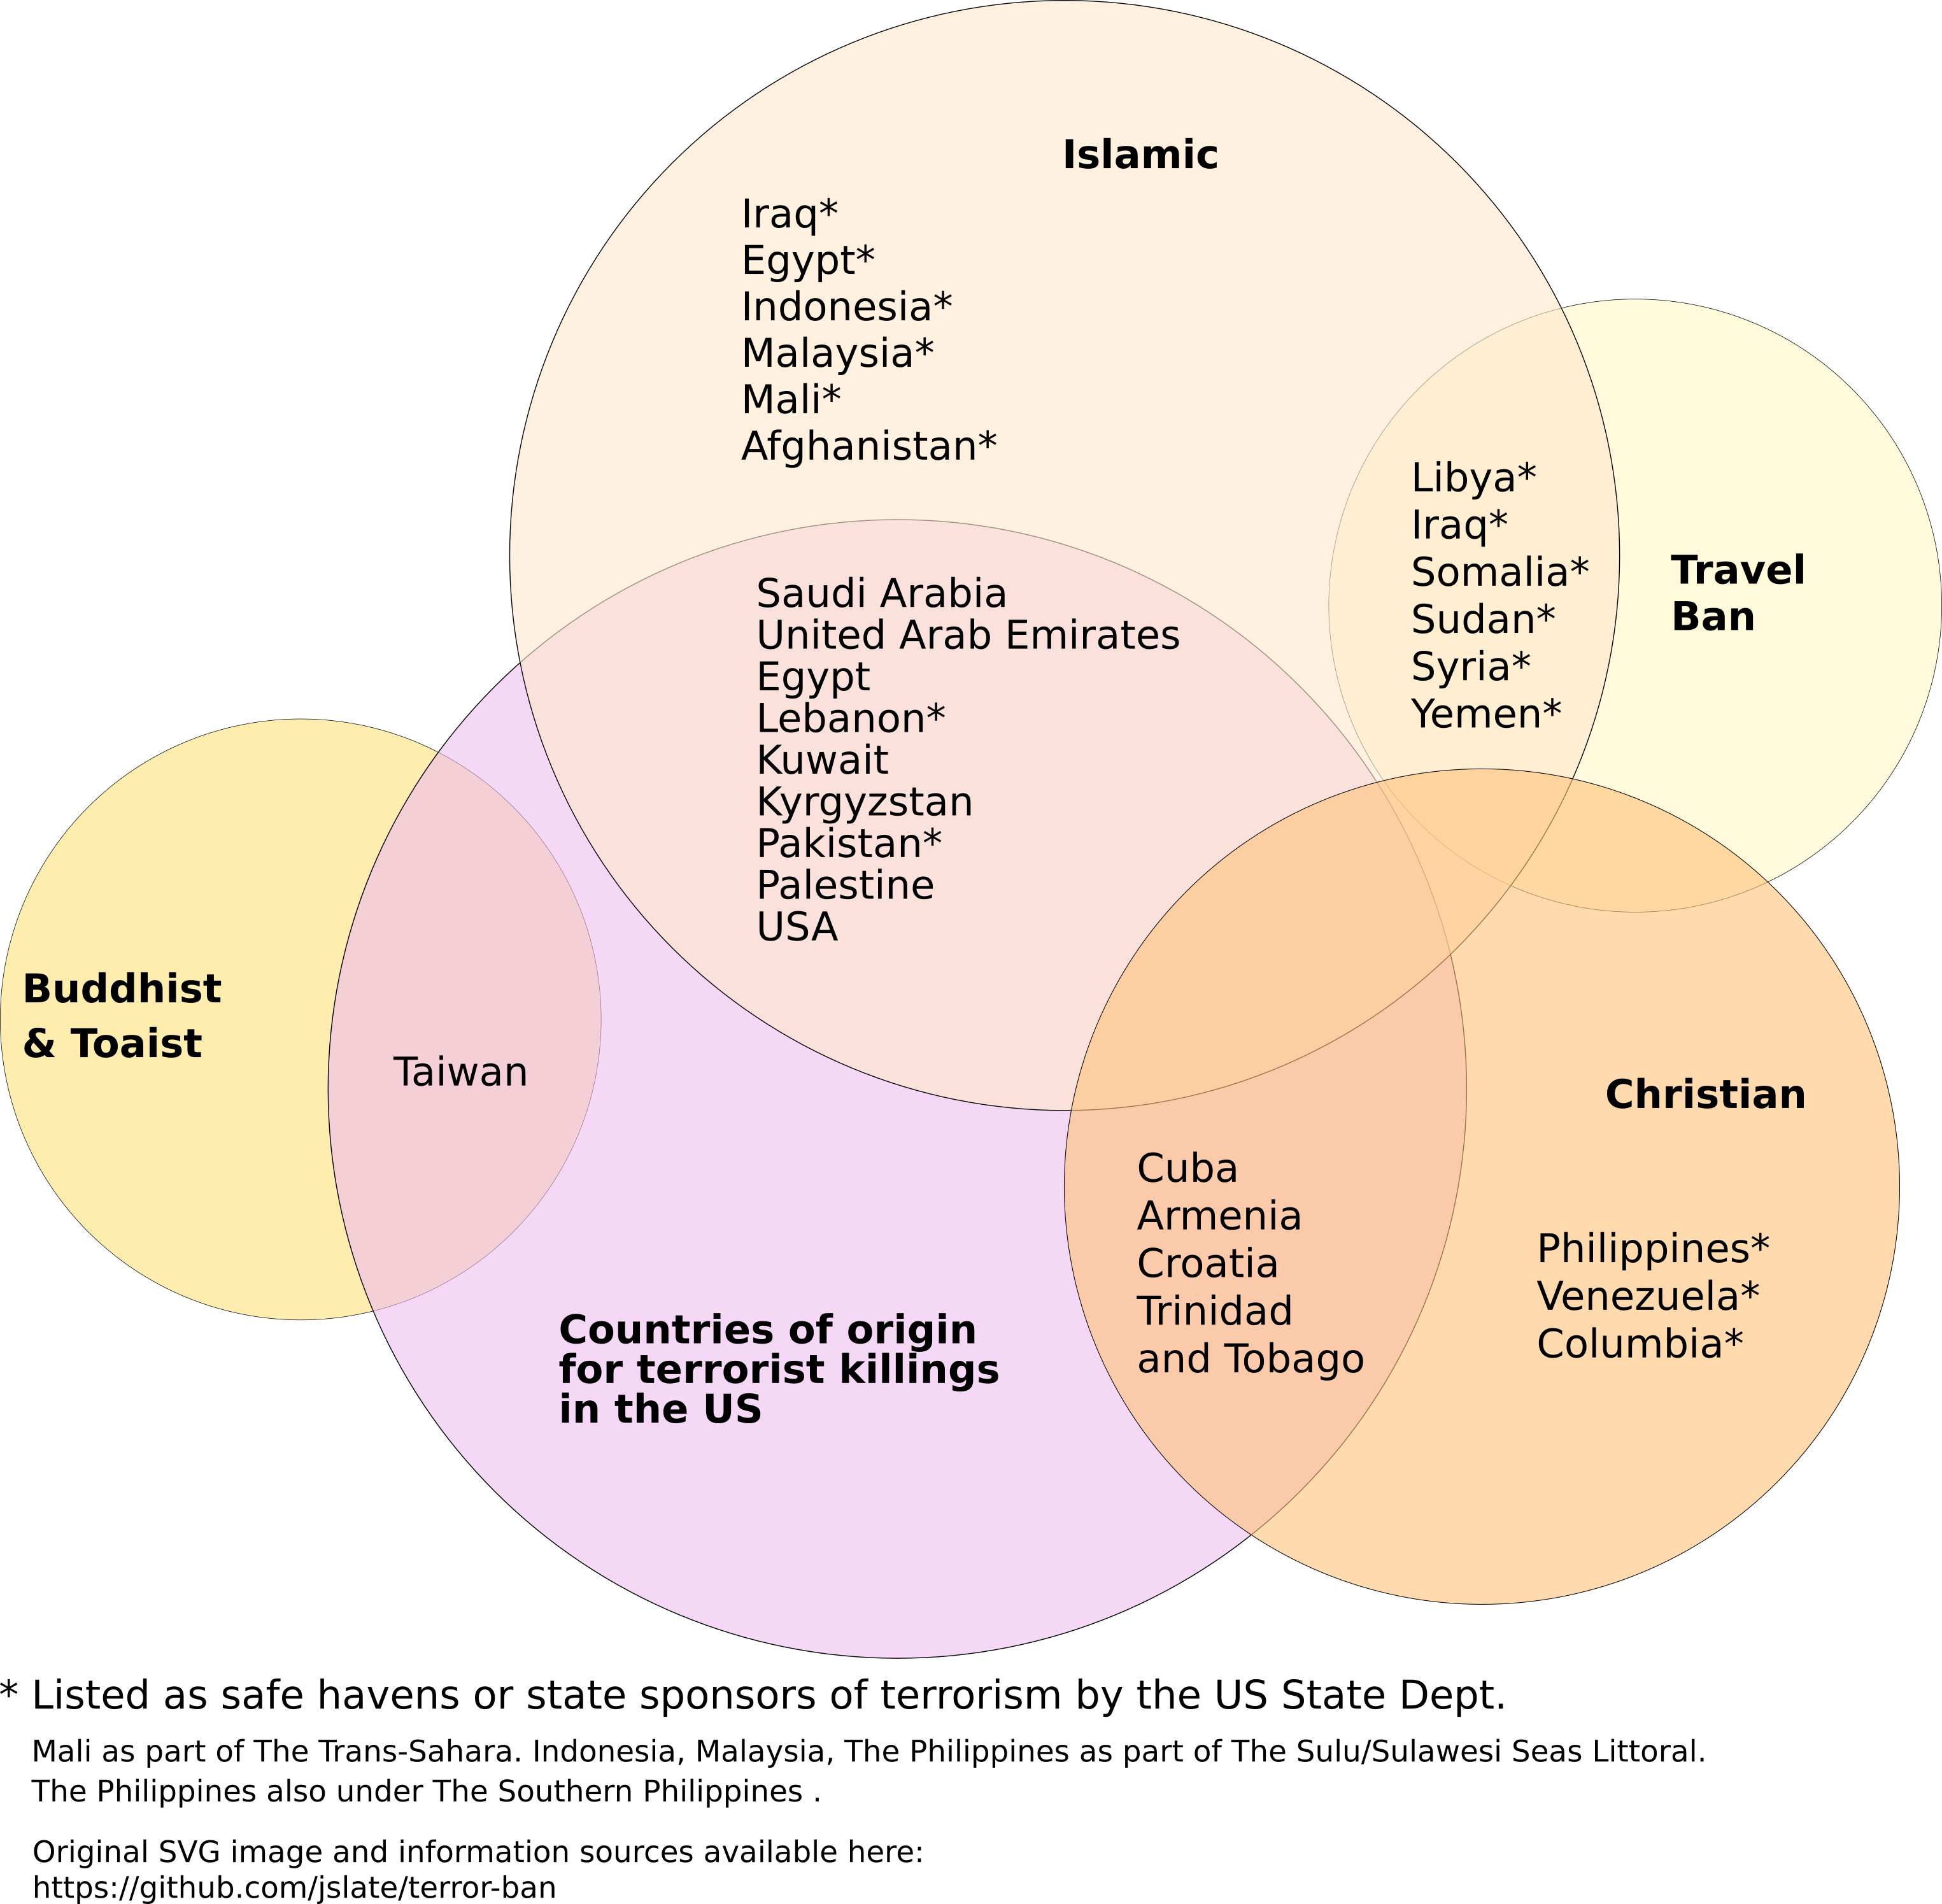 Islamic
Iraq*
Egypt*
Indonesia*
Malaysia*
Mali*
Afghanistan*
Libya*
Iraq*
Somalia*
Sudan*
Syria*
Yemen*
Travel
Ban
Saudi Arabia
United Arab Emirates
Egypt
Lebanon*
Kuwait
Kyrgyzstan
Pakistan*
Palestine
USA
Buddhist
& Toaist
Taiwan
Christian
Cuba
Armenia
Croatia
Trinidad
and Tobago
Philippines*
Venezuela*
Columbia*
Countries of origin
for terrorist killings
in the US
* Listed as safe havens or state sponsors of terrorism by the US State Dept.
Mali as part of The Trans-Sahara. Indonesia, Malaysia, The Philippines as part of The Sulu/Sulawesi Seas Littoral.
The Philippines also under The Southern Philippines .
Original SVG image and information sources available here:
https://github.com/jslate/terror-ban